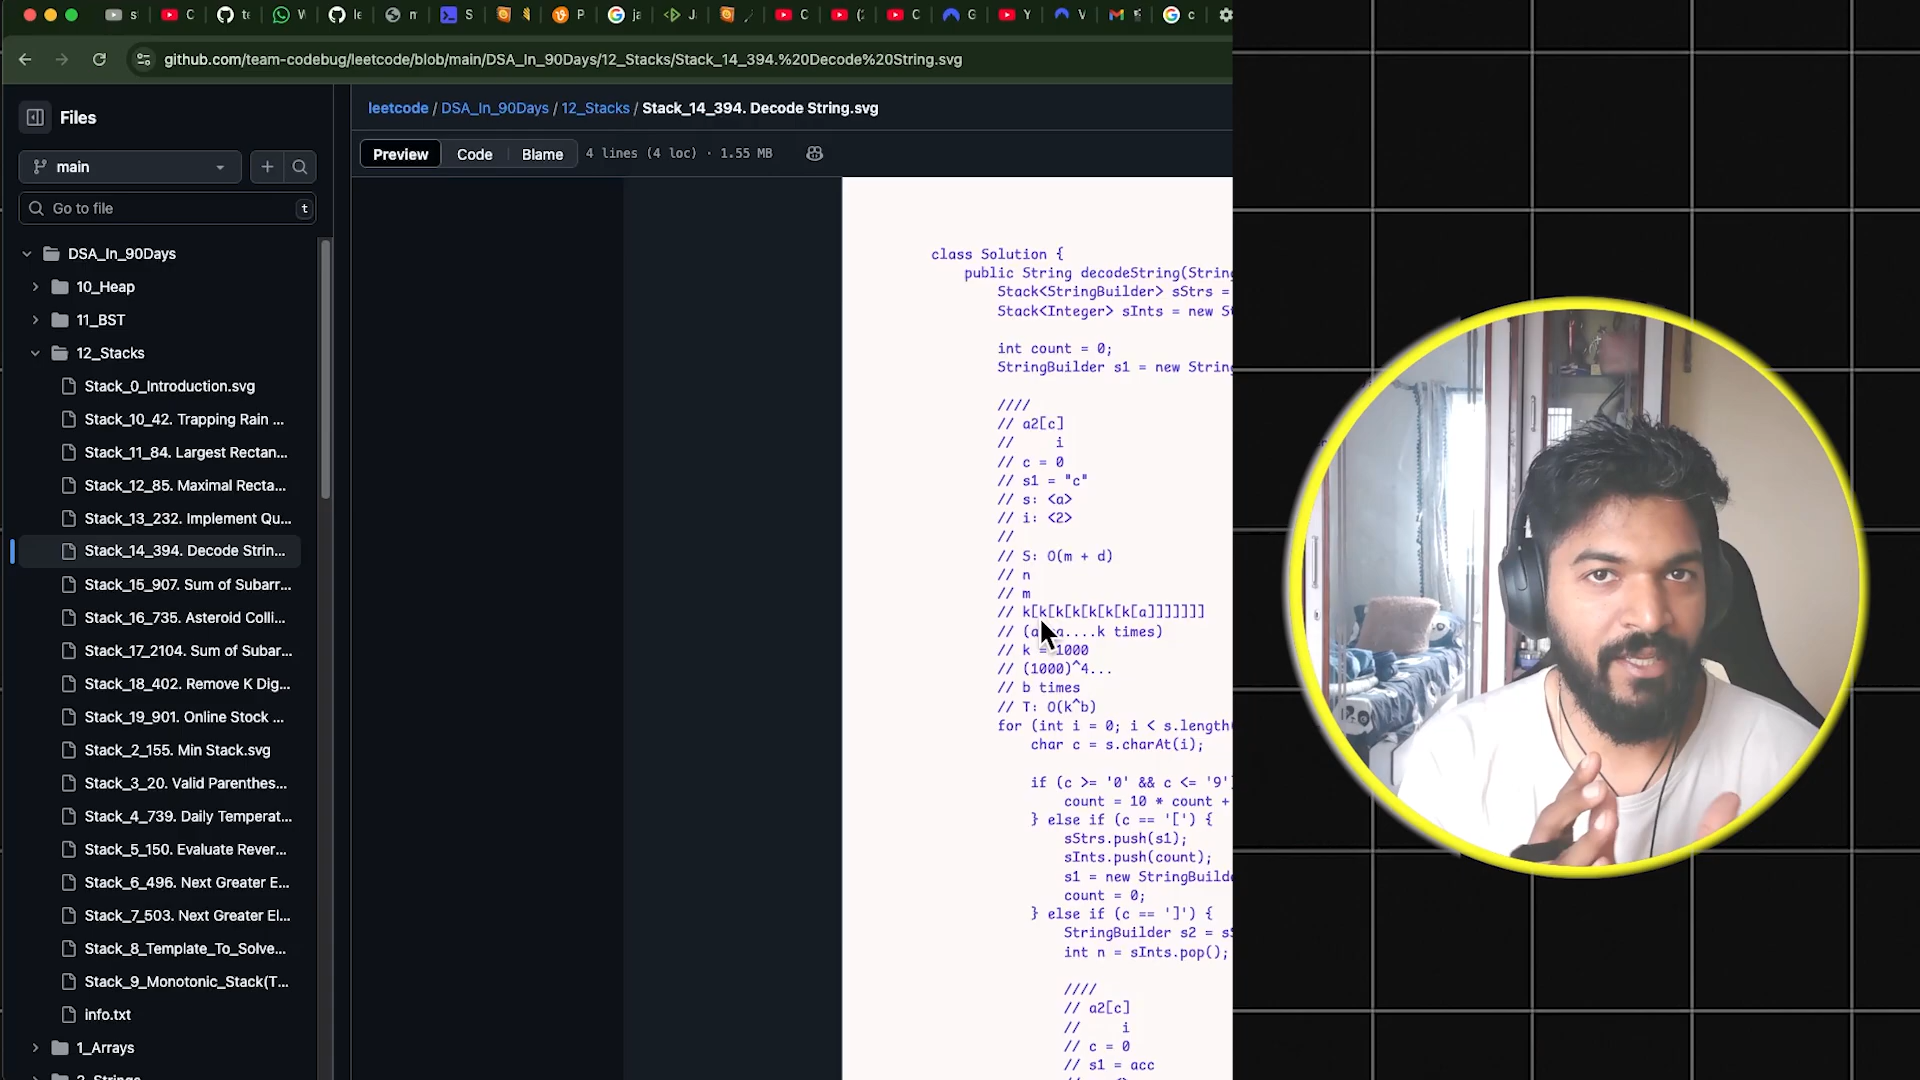 github.com/team-codebug/leetcode/blob/main/DSA_In_90Days/12_Stacks/Stack_14_394.%20Decode%20String.svg
Files
leetcode / DSA_In_90Days / 12_Stacks / Stack_14_394. Decode String.svg
main
Preview Code Blame 4 lines (4 loc) · 1.55 MB
Go to file t
DSA_In_90Days
10_Heap
11_BST
12_Stacks
Stack_0_Introduction.svg
Stack_10_42. Trapping Rain ...
Stack_11_84. Largest Rectan...
Stack_12_85. Maximal Recta...
Stack_13_232. Implement Qu...
Stack_14_394. Decode Strin...
Stack_15_907. Sum of Subarr...
Stack_16_735. Asteroid Colli...
Stack_17_2104. Sum of Subar...
Stack_18_402. Remove K Dig...
Stack_19_901. Online Stock ...
Stack_2_155. Min Stack.svg
Stack_3_20. Valid Parenthes...
Stack_4_739. Daily Temperat...
Stack_5_150. Evaluate Rever...
Stack_6_496. Next Greater E...
Stack_7_503. Next Greater El...
Stack_8_Template_To_Solve...
Stack_9_Monotonic_Stack(T...
info.txt
1_Arrays
class Solution {
public String decodeString(String
Stack<StringBuilder> sStrs =
Stack<Integer> sInts = new S
int count = 0;
StringBuilder s1 = new Strin
////
// a2[c]
// i
// c = 0
// s1 = "c"
// s: <a>
// i: <2>
//
// S: O(m + d)
// n
// m
// k[k[k[k[k[k[k[a]]]]]]]
// (a a....k times)
// k = 1000
// (1000)^4...
// b times
// T: O(k^b)
for (int i = 0; i < s.length(
char c = s.charAt(i);
if (c >= '0' && c <= '9'
count = 10 * count +
} else if (c == '[') {
sStrs.push(s1);
sInts.push(count);
s1 = new StringBuild
count = 0;
} else if (c == ']') {
StringBuilder s2 = s
int n = sInts.pop();
////
// a2[c]
// i
// c = 0
// s1 = acc